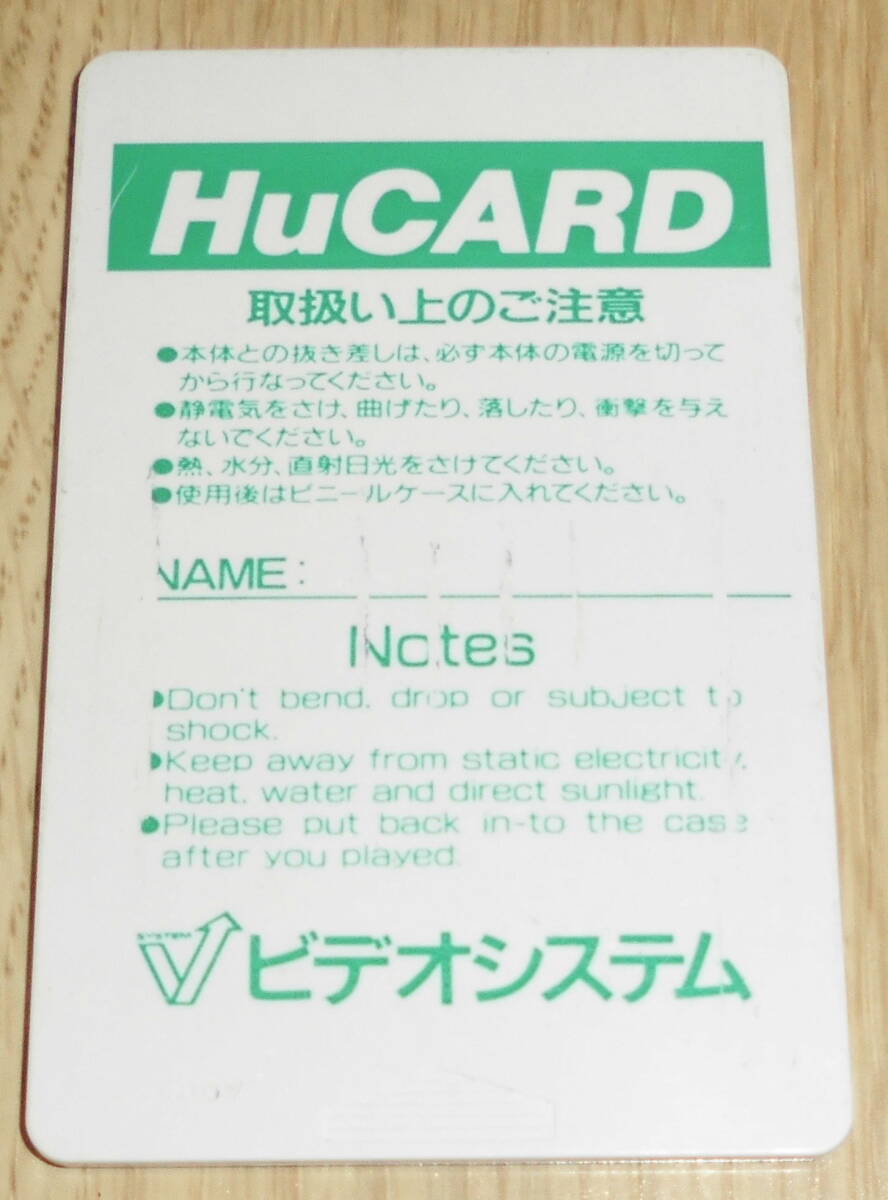 HuCARD
取扱い上のご注意
●本体との抜き差しは、必ず本体の電源を切って
から行なってください。
●静電気をさけ、曲げたり、落したり、衝撃を与え
ないでください。
●熱、水分、直射日光をさけてください。
●使用後はビニールケースに入れてください。
NAME:
Notes
●Don't bend, drop or subject to
shock.
●Keep away from static electricity,
heat, water and direct sunlight.
●Please put back in-to the case
after you played.
SYSTEM
V ビデオシステム